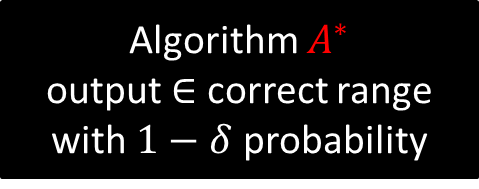 Algorithm A*
output ∈ correct range
with 1 − δ probability